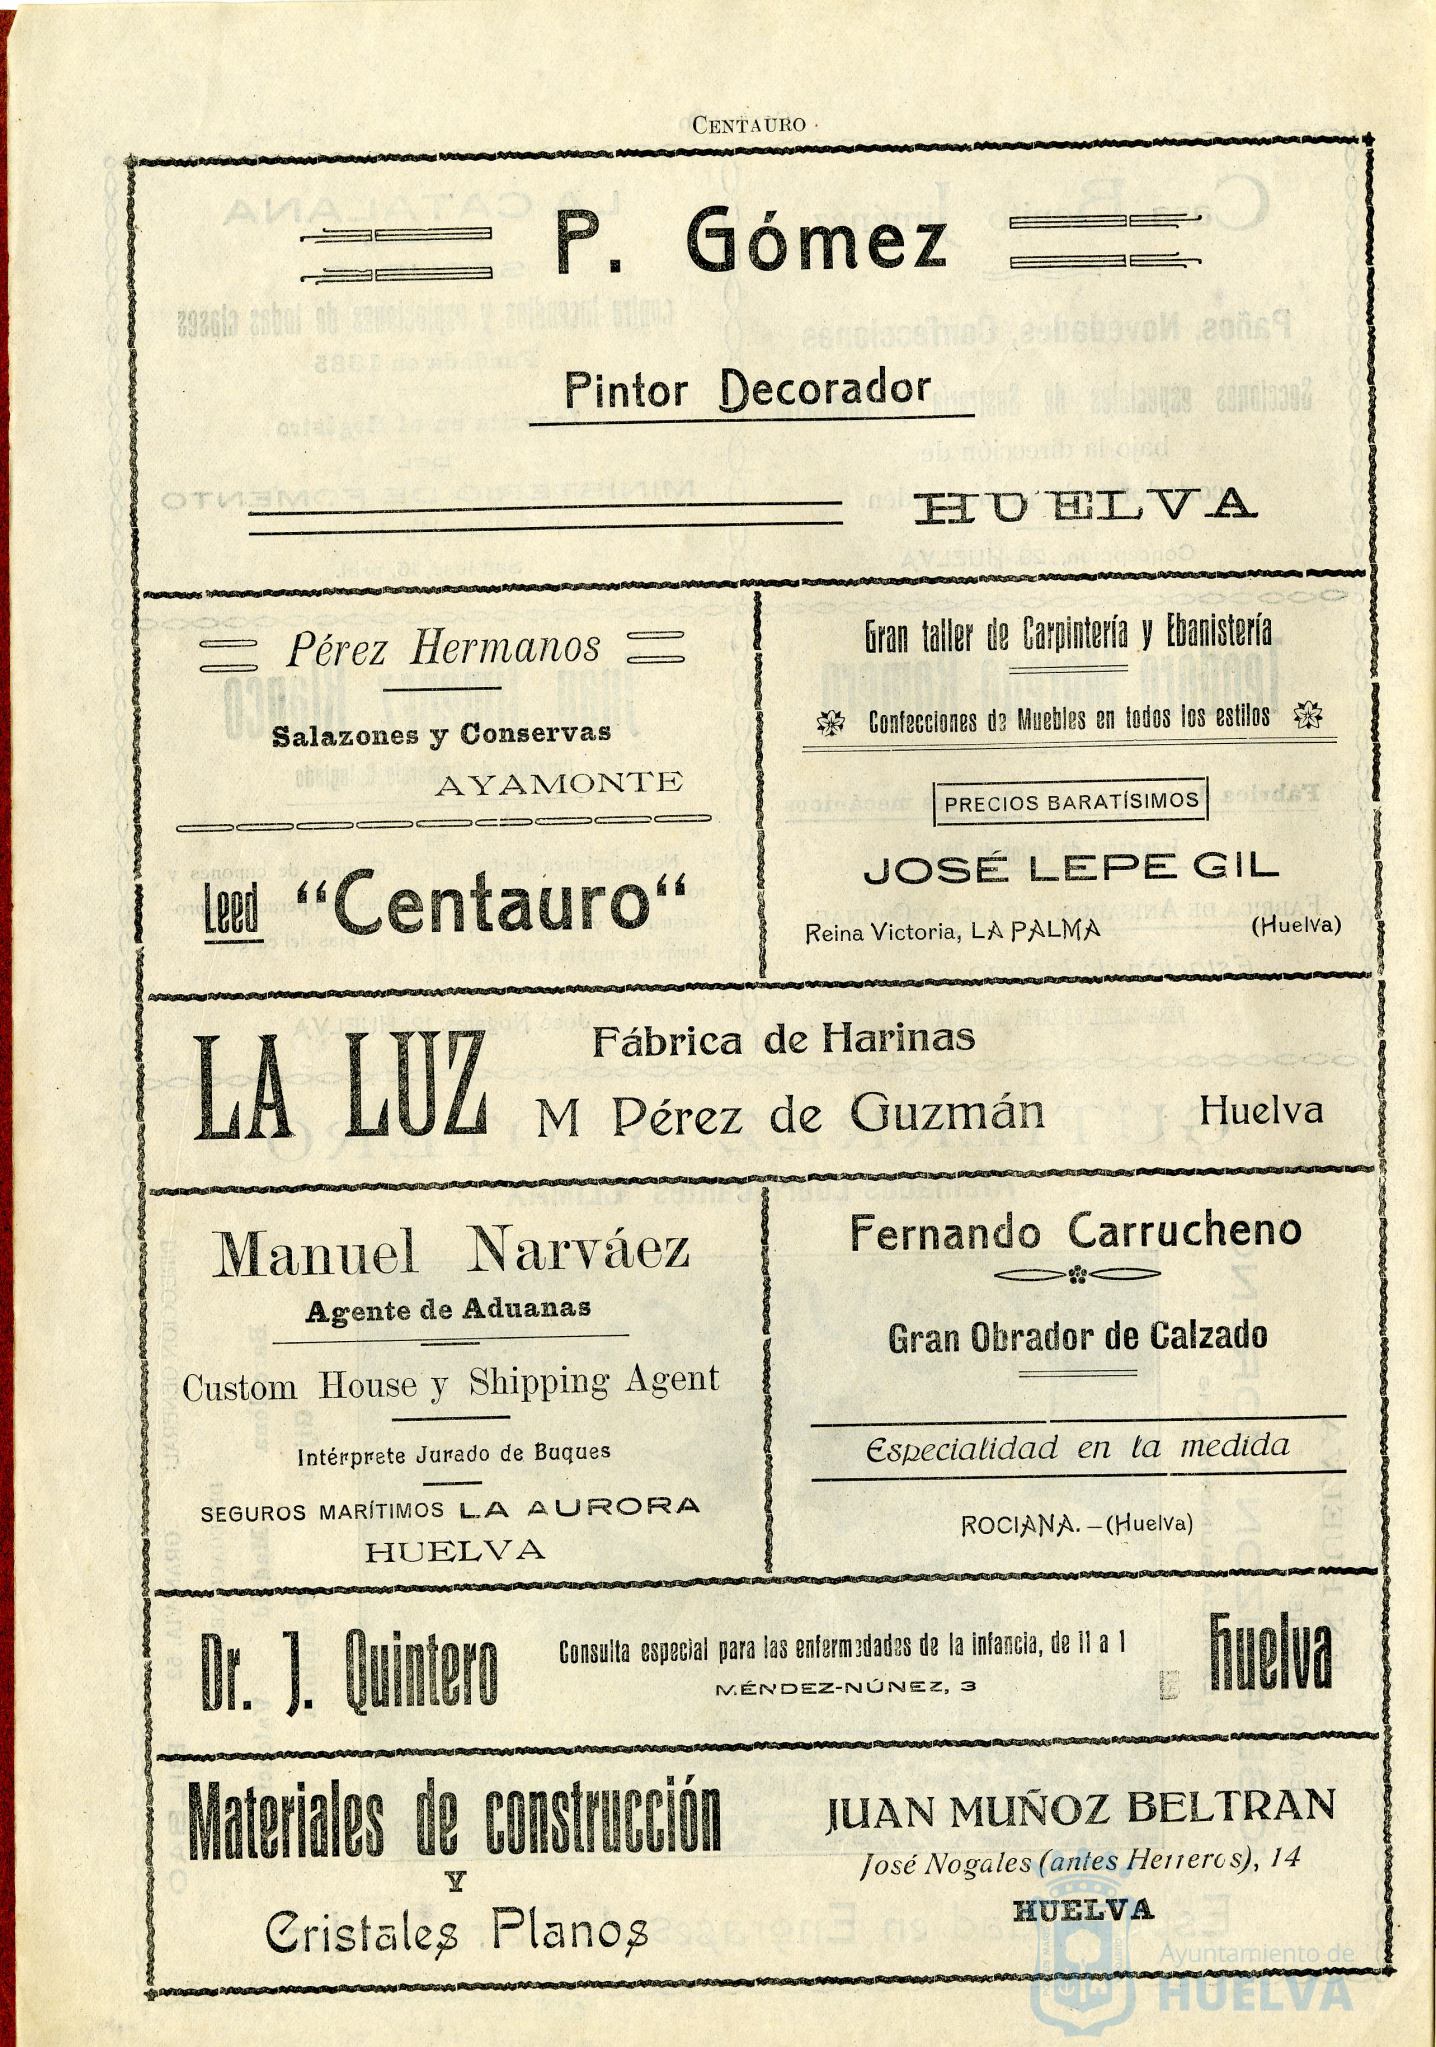 CENTAURO
P. Gómez
Pintor Decorador
HUELVA
Pérez Hermanos
Salazones y Conservas
AYAMONTE
Leed "Centauro"
Gran taller de Carpintería y Ebanistería
Confecciones de Muebles en todos los estilos
PRECIOS BARATÍSIMOS
JOSÉ LEPE GIL
Reina Victoria, LA PALMA (Huelva)
LA LUZ
Fábrica de Harinas
M Pérez de Guzmán Huelva
Manuel Narváez
Agente de Aduanas
Custom House y Shipping Agent
Intérprete Jurado de Buques
SEGUROS MARÍTIMOS LA AURORA
HUELVA
Fernando Carrucheno
Gran Obrador de Calzado
Especialidad en la medida
ROCIANA.—(Huelva)
Dr. J. Quintero
Consulta especial para las enfermedades de la infancia, de 11 a 1
MÉNDEZ-NÚNEZ, 3
Huelva
Materiales de construcción
Y
Cristales Planos
JUAN MUÑOZ BELTRAN
José Nogales (antes Herreros), 14
HUELVA
Ayuntamiento de
HUELVA